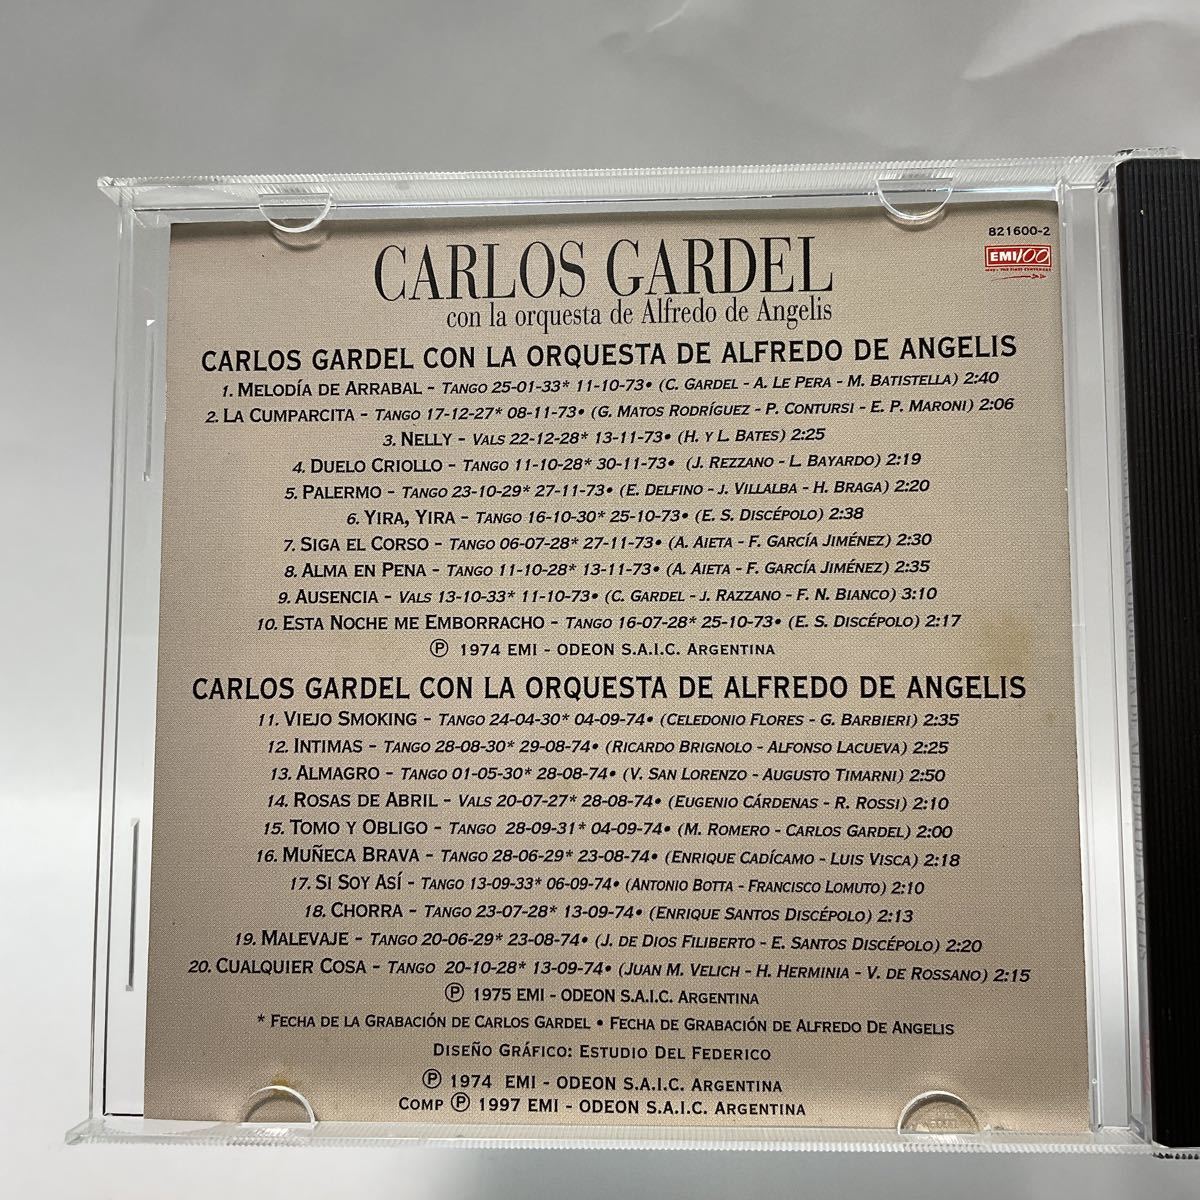 821600-2
EMI 100
CARLOS GARDEL
con la orquesta de Alfredo de Angelis
CARLOS GARDEL CON LA ORQUESTA DE ALFREDO DE ANGELIS
1. MELODÍA DE ARRABAL - TANGO 25-01-33* 11-10-73• (C. GARDEL - A. LE PERA - M. BATISTELLA) 2:40
2. LA CUMPARCITA - TANGO 17-12-27* 08-11-73• (G. MATOS RODRÍGUEZ - P. CONTURSI - E. P. MARONI) 2:06
3. NELLY - VALS 22-12-28* 13-11-73• (H. Y L. BATES) 2:25
4. DUELO CRIOLLO - TANGO 11-10-28* 30-11-73• (J. REZZANO - L. BAYARDO) 2:19
5. PALERMO - TANGO 23-10-29* 27-11-73• (E. DELFINO - J. VILLALBA - H. BRAGA) 2:20
6. YIRA, YIRA - TANGO 16-10-30* 25-10-73• (E. S. DISCÉPOLO) 2:38
7. SIGA EL CORSO - TANGO 06-07-28* 27-11-73• (A. AIETA - F. GARCÍA JIMÉNEZ) 2:30
8. ALMA EN PENA - TANGO 11-10-28* 13-11-73• (A. AIETA - F. GARCÍA JIMÉNEZ) 2:35
9. AUSENCIA - VALS 13-10-33* 11-10-73• (C. GARDEL - J. RAZZANO - F. N. BIANCO) 3:10
10. ESTA NOCHE ME EMBORRACHO - TANGO 16-07-28* 25-10-73• (E. S. DISCÉPOLO) 2:17
℗ 1974 EMI - ODEON S.A.I.C. ARGENTINA
CARLOS GARDEL CON LA ORQUESTA DE ALFREDO DE ANGELIS
11. VIEJO SMOKING - TANGO 24-04-30* 04-09-74• (CELEDONIO FLORES - G. BARBIERI) 2:35
12. INTIMAS - TANGO 28-08-30* 29-08-74• (RICARDO BRIGNOLO - ALFONSO LACUEVA) 2:25
13. ALMAGRO - TANGO 01-05-30* 28-08-74• (V. SAN LORENZO - AUGUSTO TIMARNI) 2:50
14. ROSAS DE ABRIL - VALS 20-07-27* 28-08-74• (EUGENIO CÁRDENAS - R. ROSSI) 2:10
15. TOMO Y OBLIGO - TANGO 28-09-31* 04-09-74• (M. ROMERO - CARLOS GARDEL) 2:00
16. MUÑECA BRAVA - TANGO 28-06-29* 23-08-74• (ENRIQUE CADÍCAMO - LUIS VISCA) 2:18
17. SI SOY ASÍ - TANGO 13-09-33* 06-09-74• (ANTONIO BOTTA - FRANCISCO LOMUTO) 2:10
18. CHORRA - TANGO 23-07-28* 13-09-74• (ENRIQUE SANTOS DISCÉPOLO) 2:13
19. MALEVAJE - TANGO 20-06-29* 23-08-74• (J. DE DIOS FILIBERTO - E. SANTOS DISCÉPOLO) 2:20
20. CUALQUIER COSA - TANGO 20-10-28* 13-09-74• (JUAN M. VELICH - H. HERMINIA - V. DE ROSSANO) 2:15
℗ 1975 EMI - ODEON S.A.I.C. ARGENTINA
* FECHA DE LA GRABACIÓN DE CARLOS GARDEL • FECHA DE GRABACIÓN DE ALFREDO DE ANGELIS
DISEÑO GRÁFICO: ESTUDIO DEL FEDERICO
℗ 1974 EMI - ODEON S.A.I.C. ARGENTINA
COMP ℗ 1997 EMI - ODEON S.A.I.C. ARGENTINA